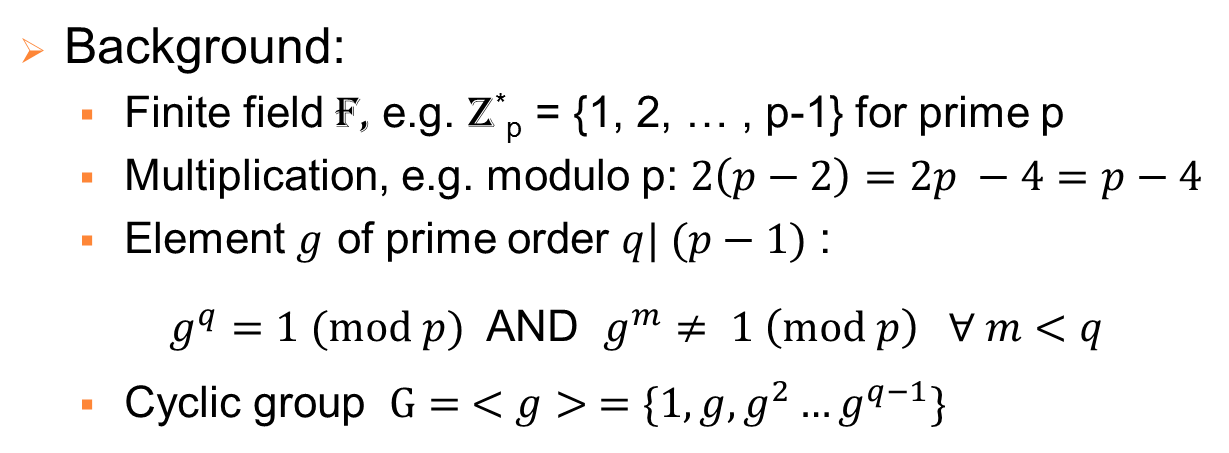 ➢ Background:
▪ Finite field 𝔽, e.g. ℤ*ₚ = {1, 2, … , p-1} for prime p
▪ Multiplication, e.g. modulo p: 2(p − 2) = 2p − 4 = p − 4
▪ Element g of prime order q| (p − 1) :
g^q = 1 (mod p) AND g^m ≠ 1 (mod p) ∀ m < q
▪ Cyclic group G = < g > = {1, g, g² … g^(q−1)}